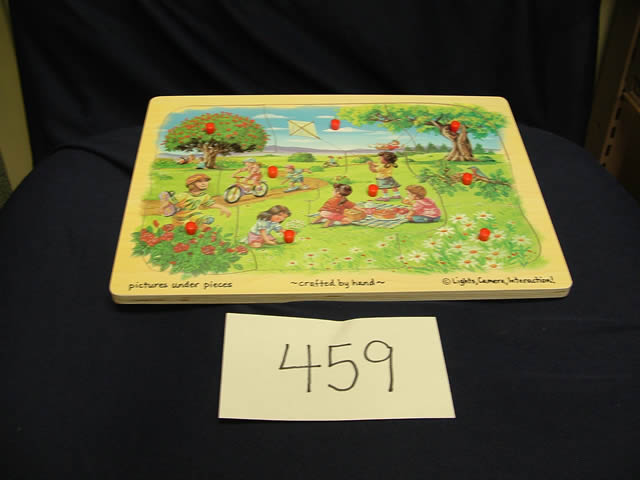 pictures under pieces
~crafted by hand~
© Lights, Camera, Interaction!
459